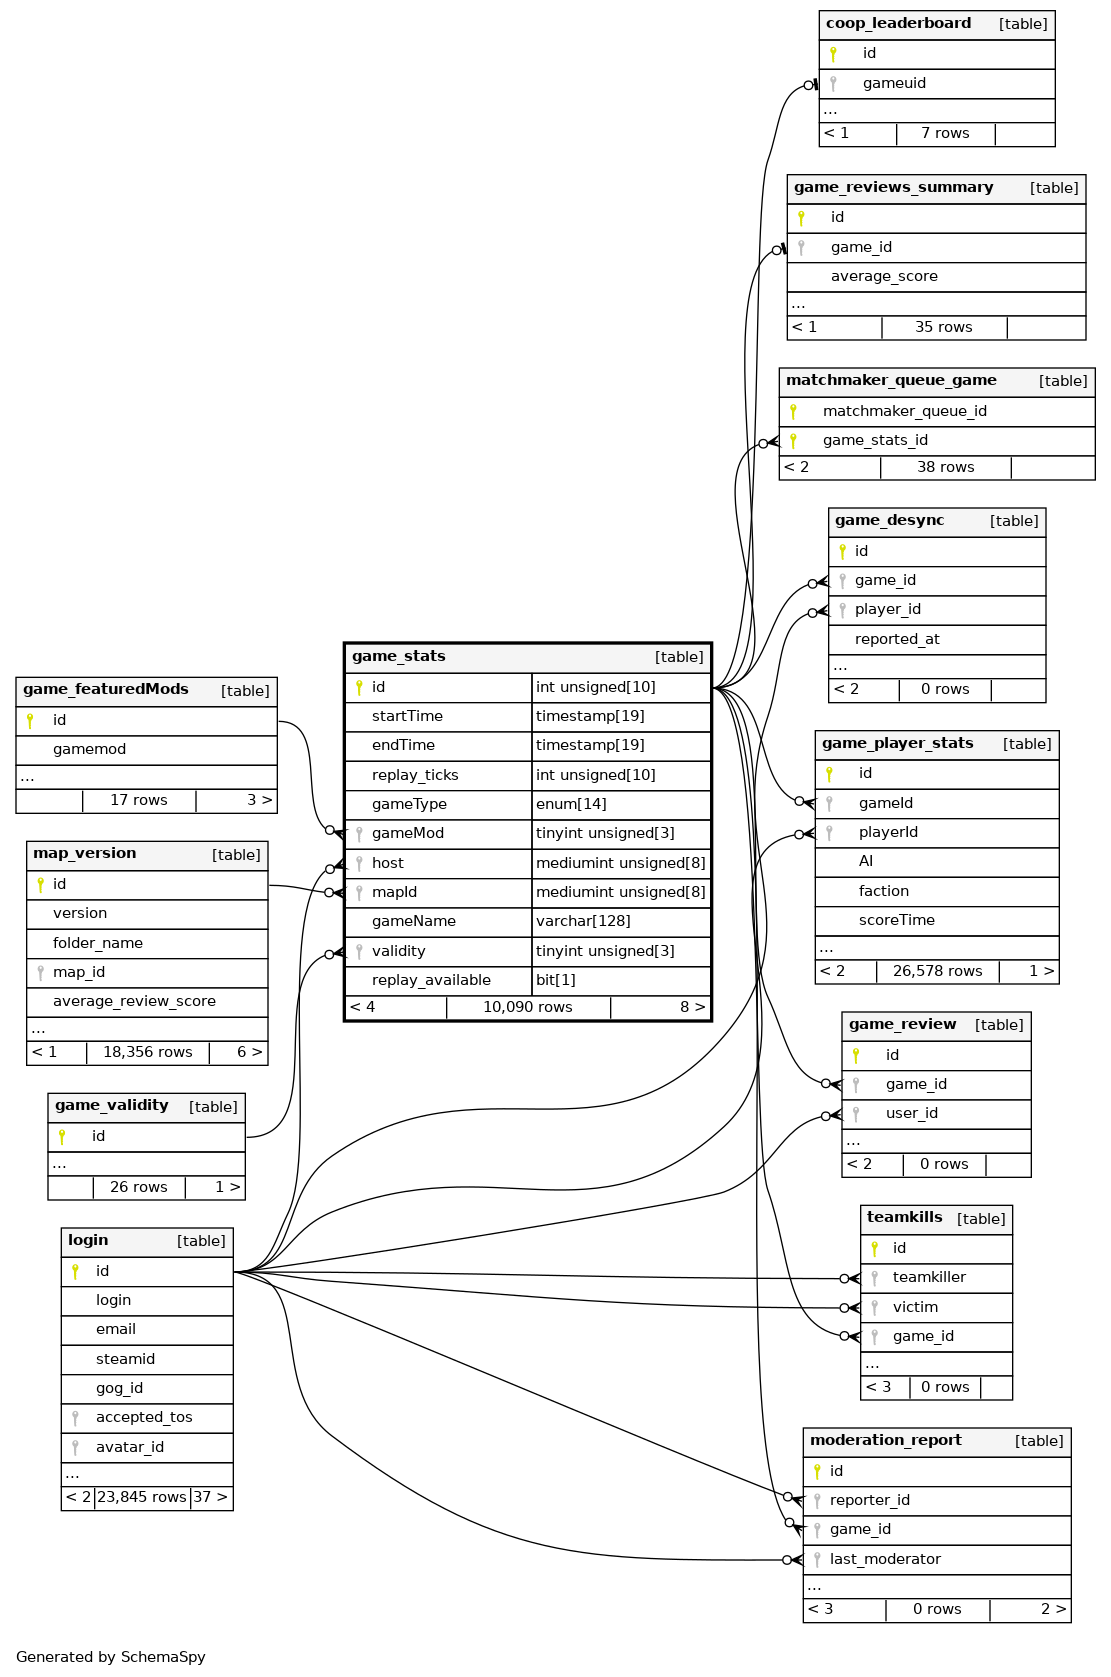 coop_leaderboard [table]
id
gameuid
...
< 1 7 rows
game_reviews_summary [table]
id
game_id
average_score
...
< 1 35 rows
matchmaker_queue_game [table]
matchmaker_queue_id
game_stats_id
< 2 38 rows
game_desync [table]
id
game_id
player_id
reported_at
...
< 2 0 rows
game_stats [table]
id int unsigned[10]
startTime timestamp[19]
endTime timestamp[19]
replay_ticks int unsigned[10]
gameType enum[14]
gameMod tinyint unsigned[3]
host mediumint unsigned[8]
mapId mediumint unsigned[8]
gameName varchar[128]
validity tinyint unsigned[3]
replay_available bit[1]
< 4 10,090 rows 8 >
game_featuredMods [table]
id
gamemod
...
17 rows 3 >
map_version [table]
id
version
folder_name
map_id
average_review_score
...
< 1 18,356 rows 6 >
game_validity [table]
id
...
26 rows 1 >
login [table]
id
login
email
steamid
gog_id
accepted_tos
avatar_id
...
< 2 23,845 rows 37 >
game_player_stats [table]
id
gameId
playerId
AI
faction
scoreTime
...
< 2 26,578 rows 1 >
game_review [table]
id
game_id
user_id
...
< 2 0 rows
teamkills [table]
id
teamkiller
victim
game_id
...
< 3 0 rows
moderation_report [table]
id
reporter_id
game_id
last_moderator
...
< 3 0 rows 2 >
Generated by SchemaSpy